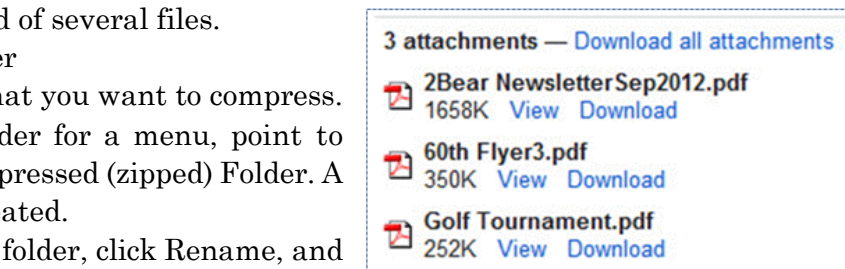 d of several files.
er
hat you want to compress.
der for a menu, point to
pressed (zipped) Folder. A
eated.
folder, click Rename, and
3 attachments — Download all attachments
2Bear NewsletterSep2012.pdf
1658K View Download
60th Flyer3.pdf
350K View Download
Golf Tournament.pdf
252K View Download